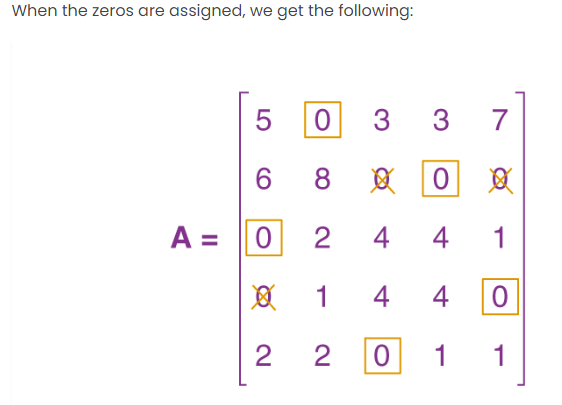 When the zeros are assigned, we get the following:
5 0 3 3 7
6 8 0 0 0
A = 0 2 4 4 1
0 1 4 4 0
2 2 0 1 1